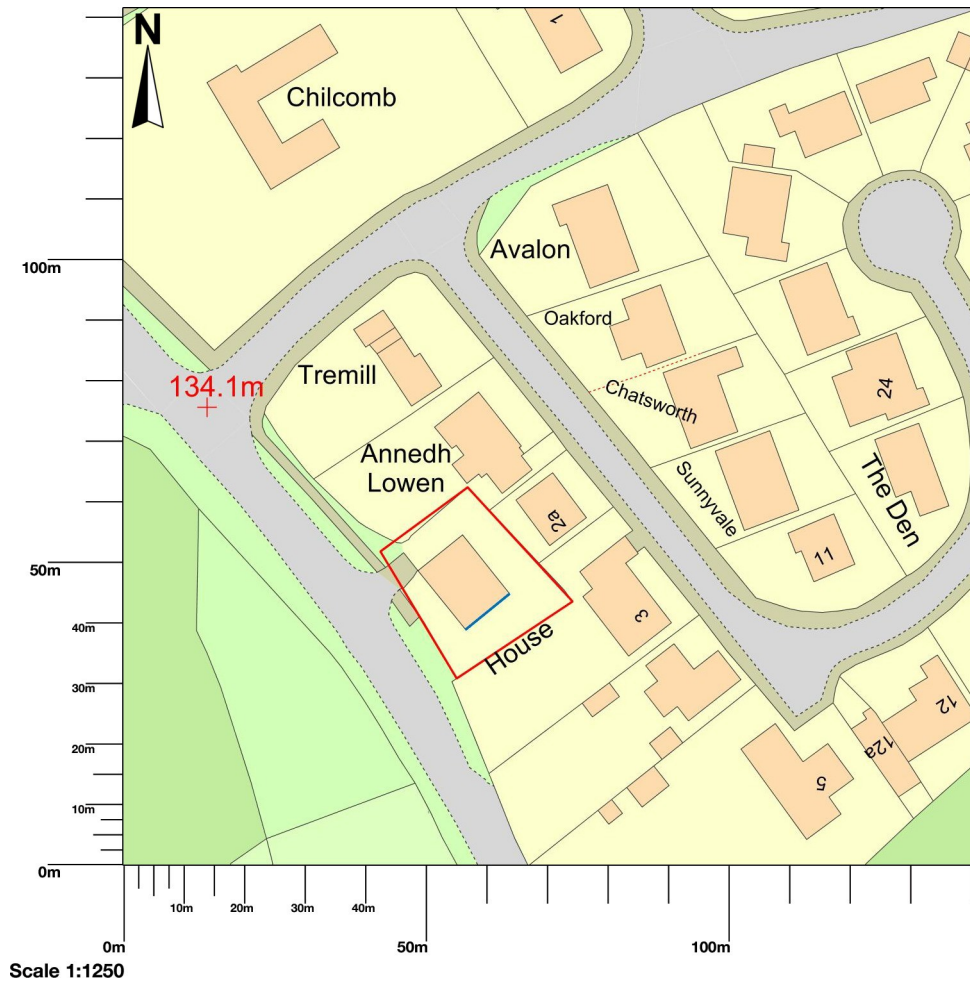 N
1
Chilcomb
Avalon
100m
Oakford
134.1m
Tremill
Chatsworth
24
Annedh
Lowen
Sunnyvale
The Den
2a
11
50m
40m
3
House
30m
12
12a
20m
5
10m
0m
10m
20m
30m
40m
0m
50m
100m
Scale 1:1250